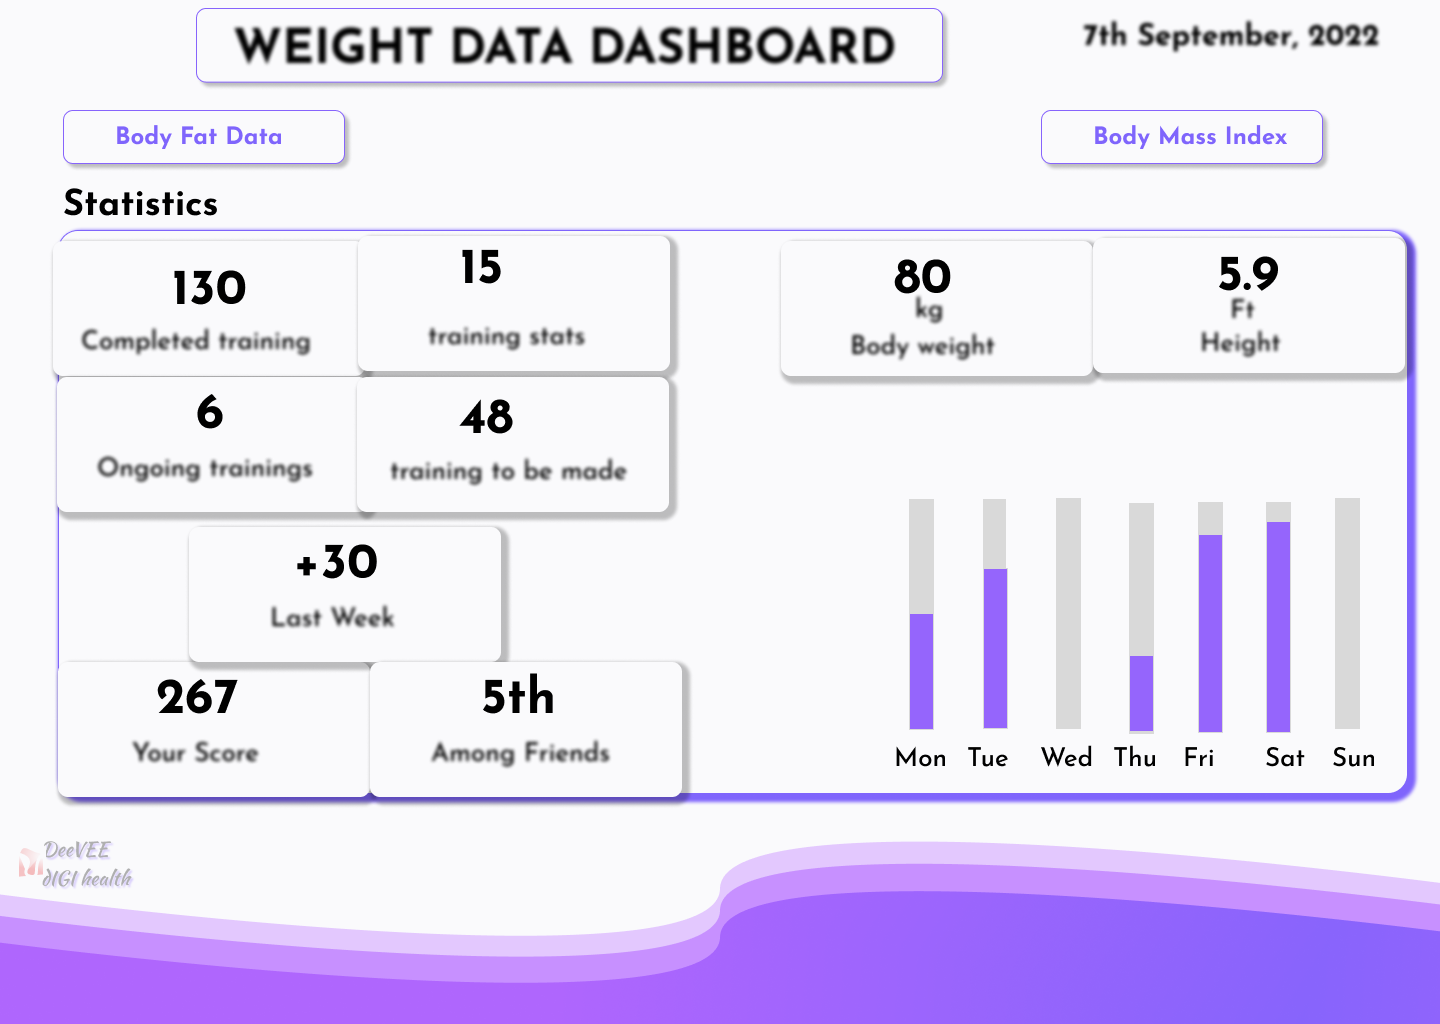 WEIGHT DATA DASHBOARD
7th September, 2022
Body Fat Data
Body Mass Index
Statistics
130
Completed training
15
training stats
80
kg
Body weight
5.9
Ft
Height
6
Ongoing trainings
48
training to be made
+30
Last Week
267
Your Score
5th
Among Friends
Mon Tue Wed Thu Fri Sat Sun
DeeVEE
dIGI health